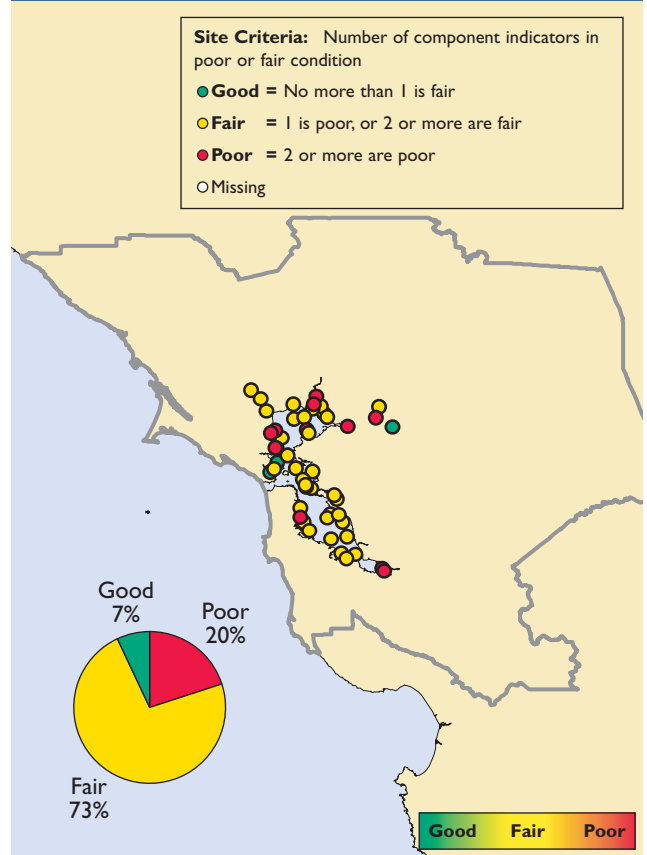 Site Criteria: Number of component indicators in
poor or fair condition
Good = No more than 1 is fair
Fair = 1 is poor, or 2 or more are fair
Poor = 2 or more are poor
Missing
Good
7%
Poor
20%
Fair
73%
Good Fair Poor